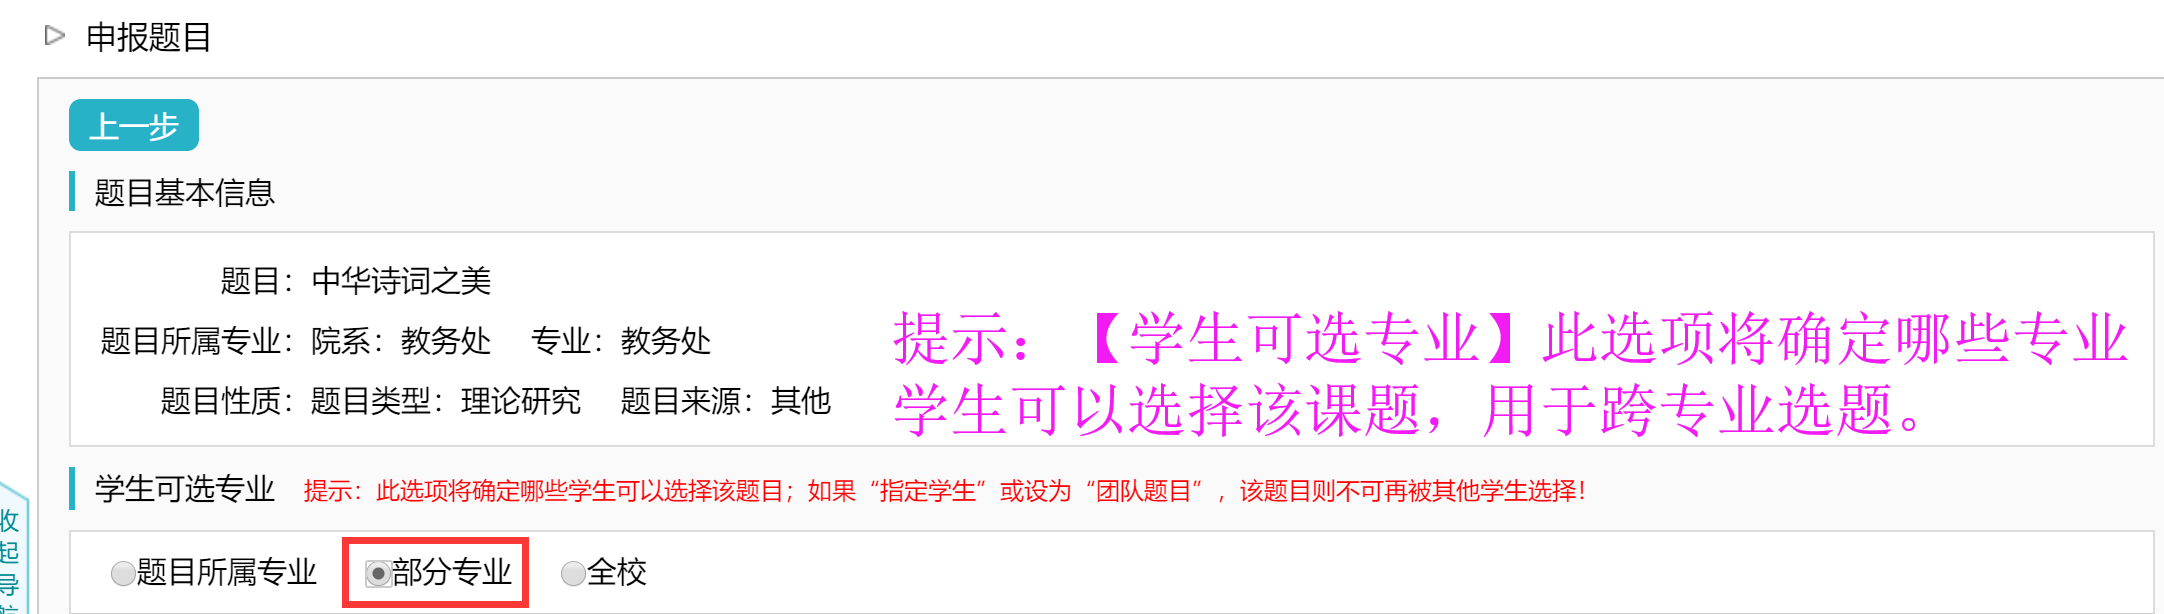 申报题目
上一步
题目基本信息
题目：中华诗词之美
题目所属专业：院系：教务处 专业：教务处
题目性质：题目类型：理论研究 题目来源：其他
提示：【学生可选专业】此选项将确定哪些专业
学生可以选择该课题，用于跨专业选题。
学生可选专业 提示：此选项将确定哪些学生可以选择该题目；如果“指定学生”或设为“团队题目”，该题目则不可再被其他学生选择！
题目所属专业 部分专业 全校
收起导